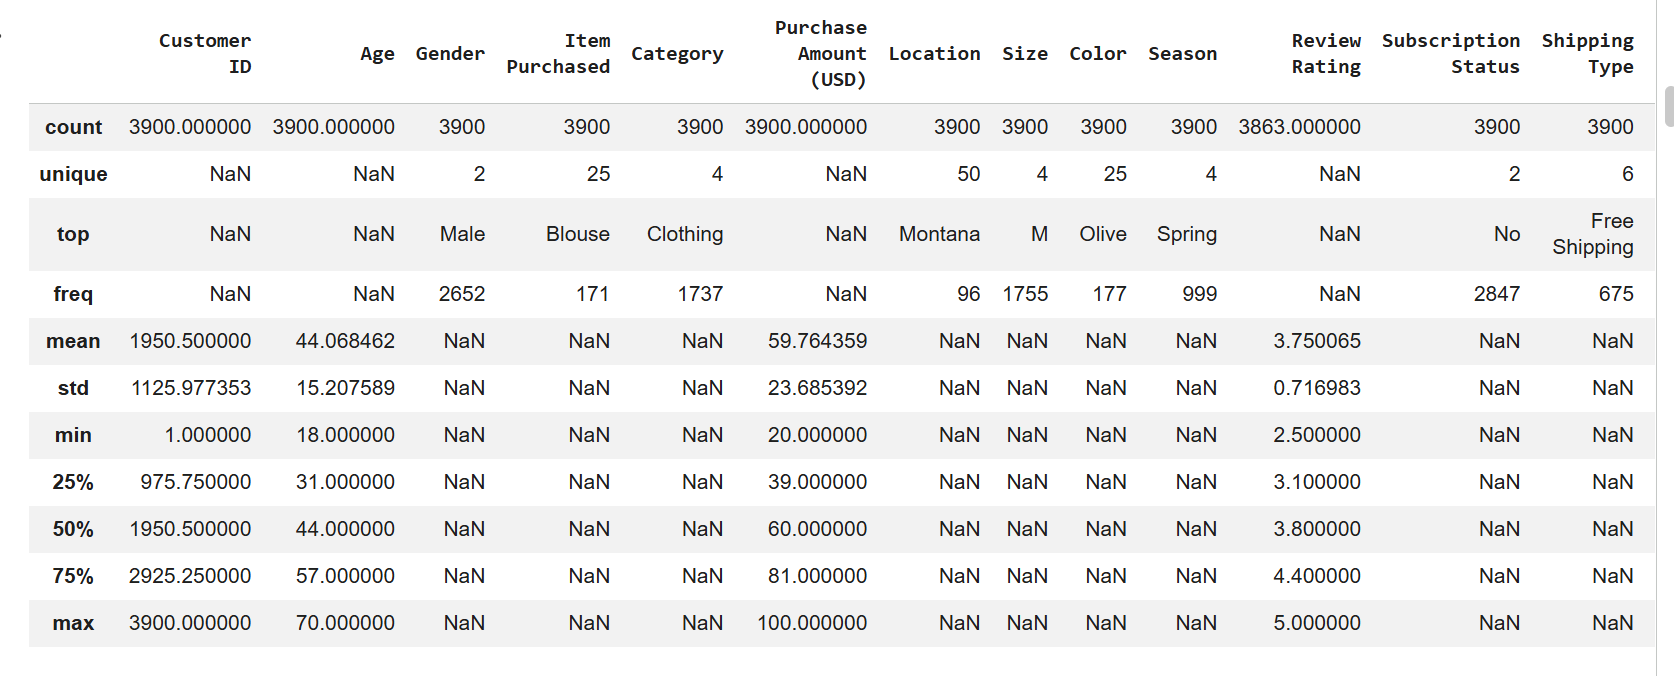 Customer ID Age Gender Item Purchased Category Purchase Amount (USD) Location Size Color Season Review Rating Subscription Status Shipping Type
count 3900.000000 3900.000000 3900 3900 3900 3900.000000 3900 3900 3900 3900 3863.000000 3900 3900
unique NaN NaN 2 25 4 NaN 50 4 25 4 NaN 2 6
top NaN NaN Male Blouse Clothing NaN Montana M Olive Spring NaN No Free Shipping
freq NaN NaN 2652 171 1737 NaN 96 1755 177 999 NaN 2847 675
mean 1950.500000 44.068462 NaN NaN NaN 59.764359 NaN NaN NaN NaN 3.750065 NaN NaN
std 1125.977353 15.207589 NaN NaN NaN 23.685392 NaN NaN NaN NaN 0.716983 NaN NaN
min 1.000000 18.000000 NaN NaN NaN 20.000000 NaN NaN NaN NaN 2.500000 NaN NaN
25% 975.750000 31.000000 NaN NaN NaN 39.000000 NaN NaN NaN NaN 3.100000 NaN NaN
50% 1950.500000 44.000000 NaN NaN NaN 60.000000 NaN NaN NaN NaN 3.800000 NaN NaN
75% 2925.250000 57.000000 NaN NaN NaN 81.000000 NaN NaN NaN NaN 4.400000 NaN NaN
max 3900.000000 70.000000 NaN NaN NaN 100.000000 NaN NaN NaN NaN 5.000000 NaN NaN